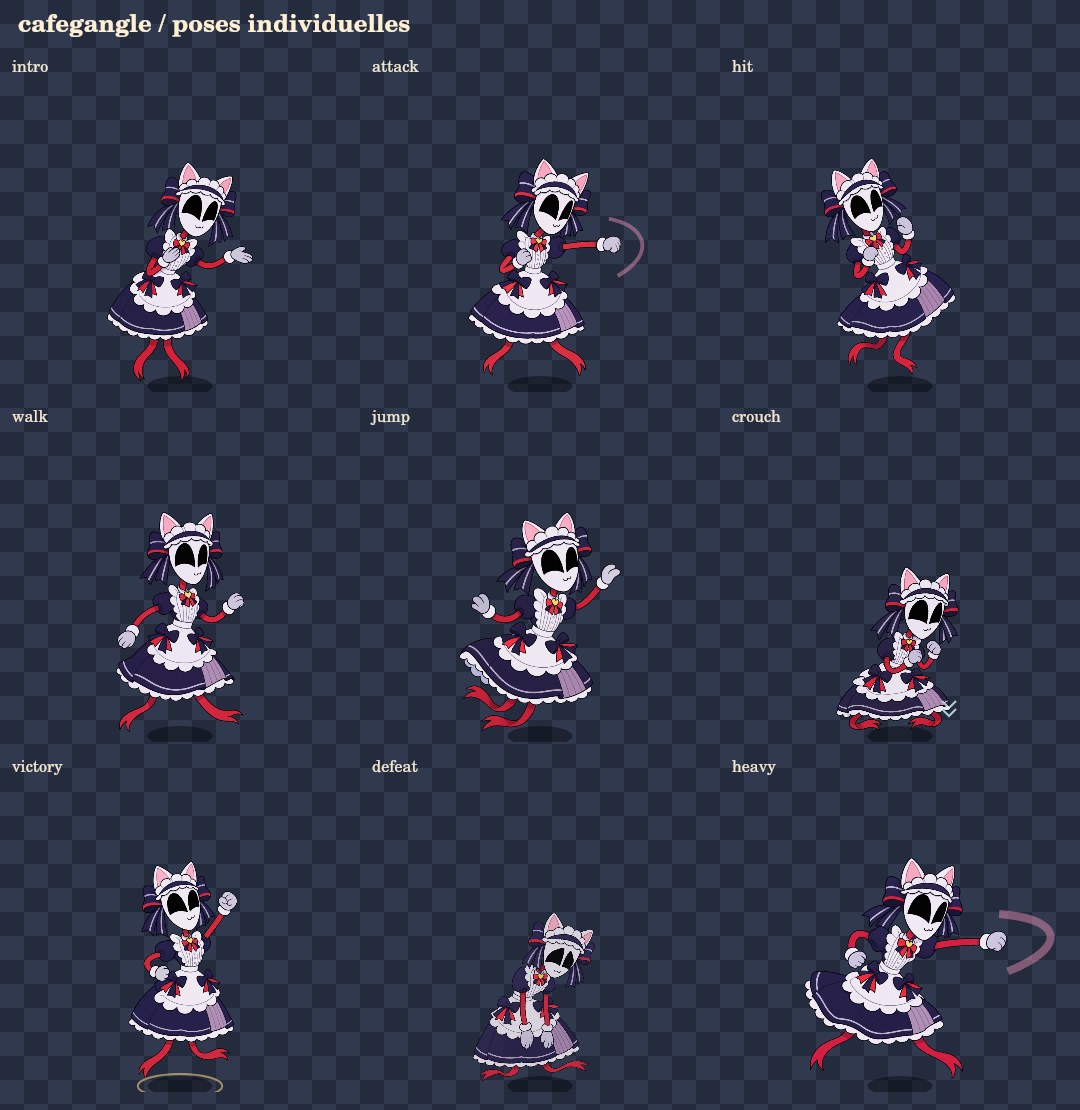 cafegangle / poses individuelles
intro
attack
hit
walk
jump
crouch
victory
defeat
heavy